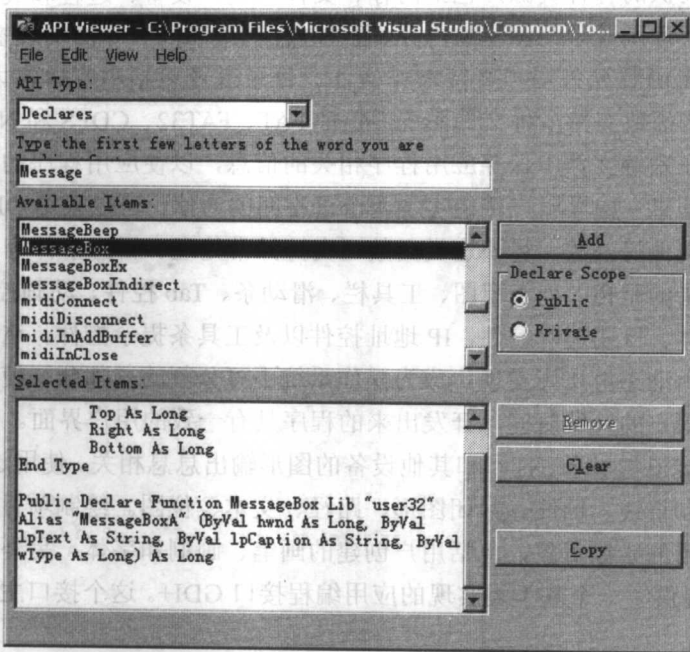 API Viewer - C:\Program Files\Microsoft Visual Studio\Common\To...
File Edit View Help
API Type:
Declares
Type the first few letters of the word you are
Message
Available Items:
MessageBeep
MessageBox
MessageBoxEx
MessageBoxIndirect
midiConnect
midiDisconnect
midiInAddBuffer
midiInClose
Add
Declare Scope
Public
Private
Selected Items:
Top As Long
Right As Long
Bottom As Long
End Type
Public Declare Function MessageBox Lib "user32"
Alias "MessageBoxA" (ByVal hwnd As Long, ByVal
lpText As String, ByVal lpCaption As String, ByVal
wType As Long) As Long
Remove
Clear
Copy